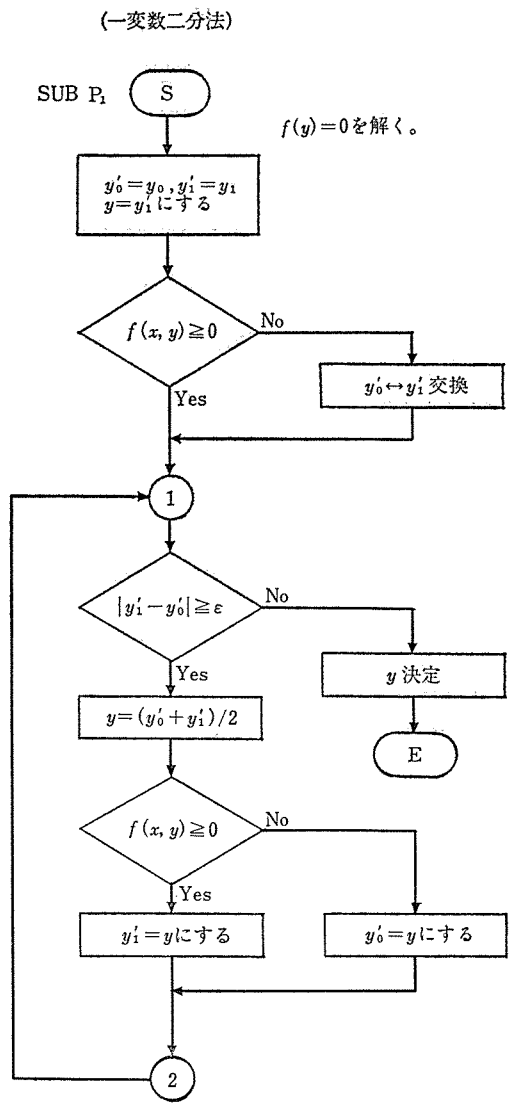 (一変数二分法)
SUB P₁
S
f(y)=0を解く。
y′₀=y₀,y′₁=y₁
y=y′₁にする
f(x,y)≧0
No
y′₀↔y′₁交換
Yes
1
|y′₁−y′₀|≧ε
No
Yes
y決定
y=(y′₀+y′₁)/2
E
f(x,y)≧0
No
Yes
y′₁=yにする
y′₀=yにする
2